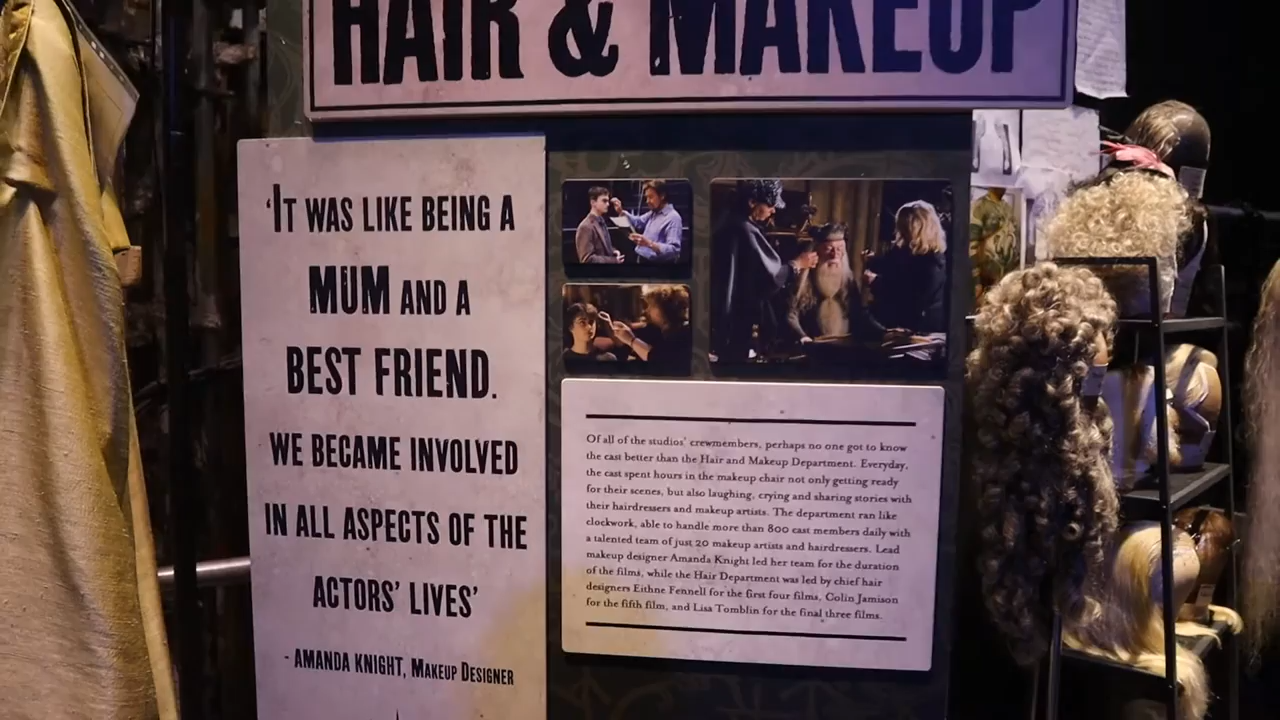 HAIR & MAKEUP
‘IT WAS LIKE BEING A
MUM AND A
BEST FRIEND.
WE BECAME INVOLVED
IN ALL ASPECTS OF THE
ACTORS’ LIVES’
- AMANDA KNIGHT, MAKEUP DESIGNER
Of all of the studios’ crewmembers, perhaps no one got to know
the cast better than the Hair and Makeup Department. Everyday,
the cast spent hours in the makeup chair not only getting ready
for their scenes, but also laughing, crying and sharing stories with
their hairdressers and makeup artists. The department ran like
clockwork, able to handle more than 800 cast members daily with
a talented team of just 20 makeup artists and hairdressers. Lead
makeup designer Amanda Knight led her team for the duration
of the films, while the Hair Department was led by chief hair
designers Eithne Fennell for the first four films, Colin Jamison
for the fifth film, and Lisa Tomblin for the final three films.